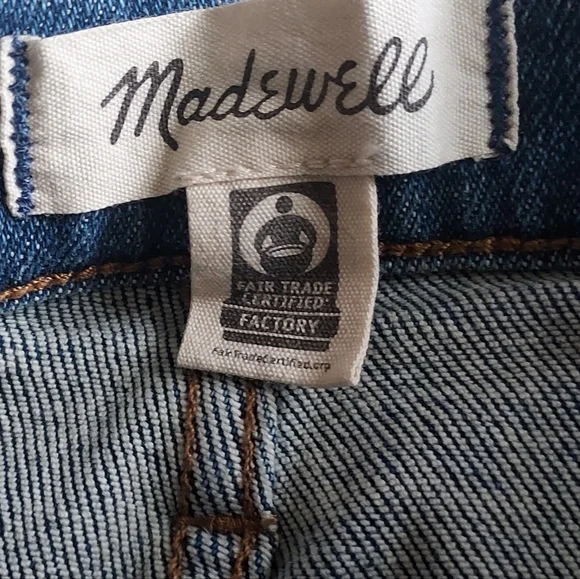 Madewell
FAIR TRADE
CERTIFIED
FACTORY
FairTradeCertified.org